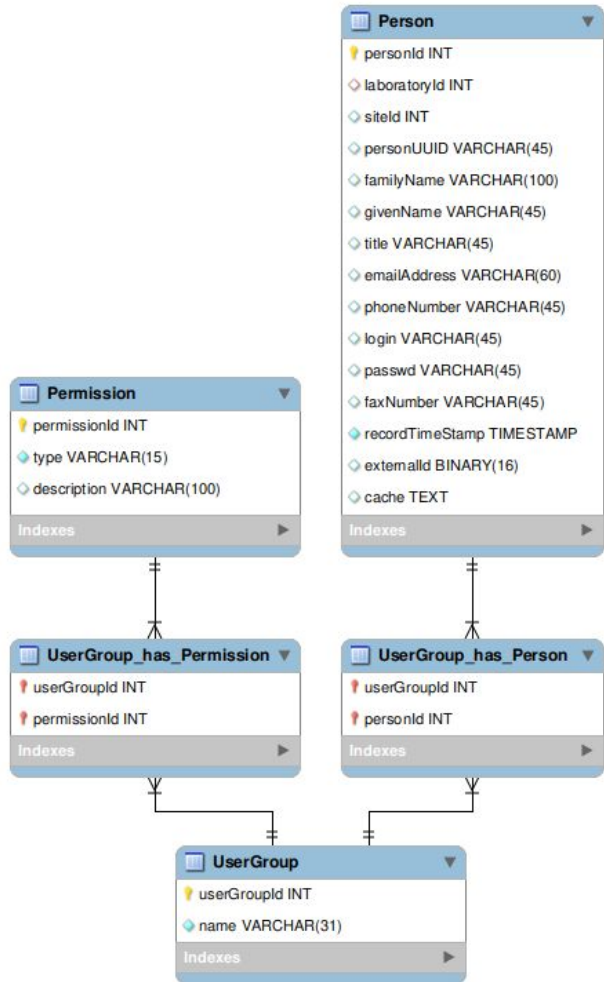 Person
personId INT
laboratoryId INT
siteId INT
personUUID VARCHAR(45)
familyName VARCHAR(100)
givenName VARCHAR(45)
title VARCHAR(45)
emailAddress VARCHAR(60)
phoneNumber VARCHAR(45)
login VARCHAR(45)
passwd VARCHAR(45)
faxNumber VARCHAR(45)
recordTimeStamp TIMESTAMP
externalId BINARY(16)
cache TEXT
Indexes
Permission
permissionId INT
type VARCHAR(15)
description VARCHAR(100)
Indexes
UserGroup_has_Permission
userGroupId INT
permissionId INT
Indexes
UserGroup_has_Person
userGroupId INT
personId INT
Indexes
UserGroup
userGroupId INT
name VARCHAR(31)
Indexes